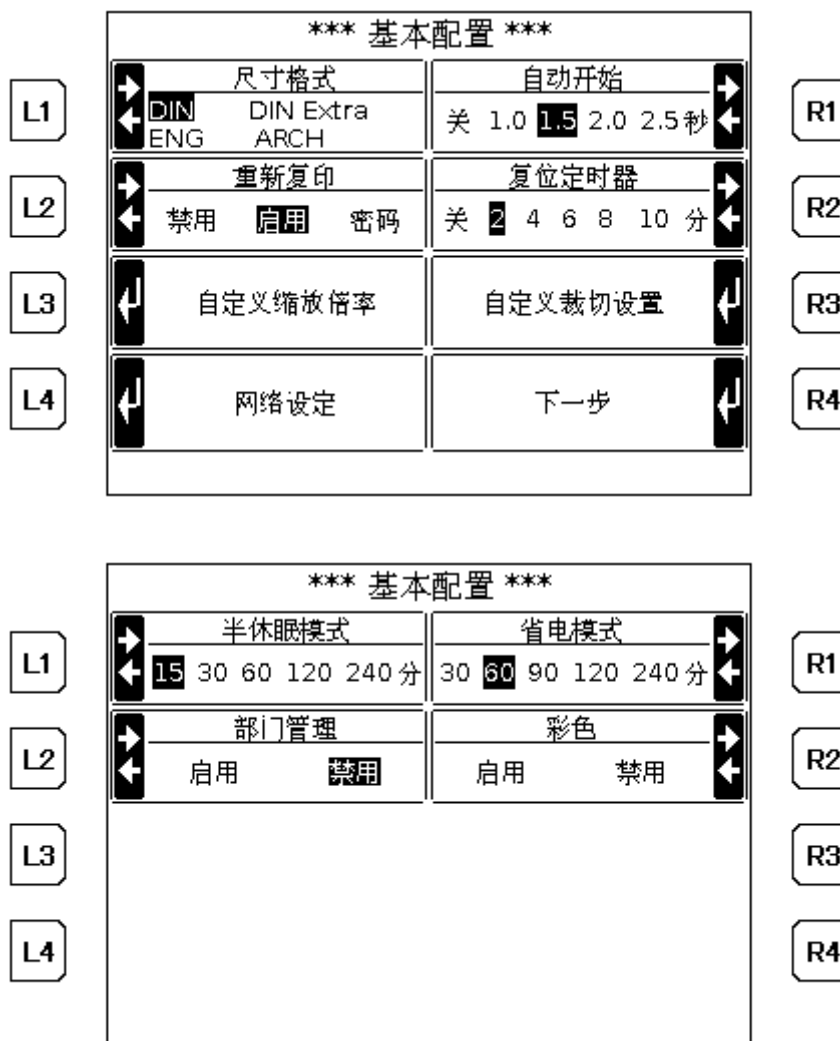 *** 基本配置 ***
尺寸格式 自动开始
L1 DIN DIN Extra 关 1.0 1.5 2.0 2.5 秒 R1
ENG ARCH
重新复印 复位定时器
L2 禁用 启用 密码 关 2 4 6 8 10 分 R2
L3 自定义缩放倍率 自定义裁切设置 R3
L4 网络设定 下一步 R4
*** 基本配置 ***
半休眠模式 省电模式
L1 15 30 60 120 240 分 30 60 90 120 240 分 R1
部门管理 彩色
L2 启用 禁用 启用 禁用 R2
L3 R3
L4 R4